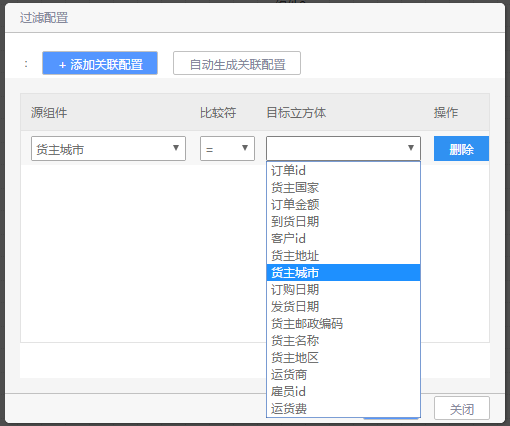 过滤配置
: + 添加关联配置 自动生成关联配置
源组件 比较符 目标立方体 操作
货主城市 = 删除
订单id
货主国家
订单金额
到货日期
客户id
货主地址
货主城市
订购日期
发货日期
货主邮政编码
货主名称
货主地区
运货商
雇员id
运货费
关闭